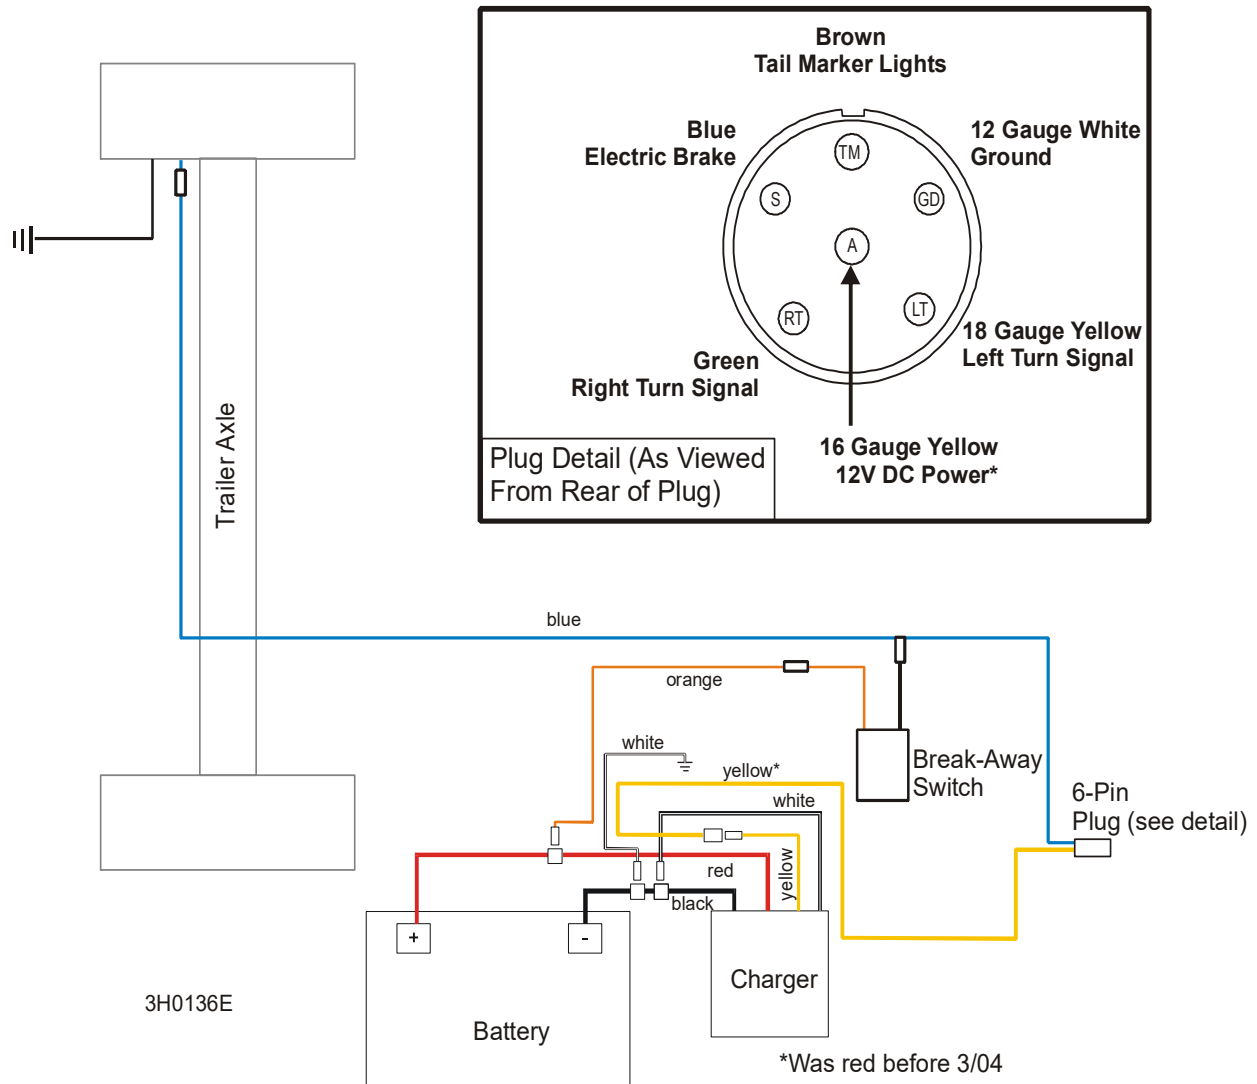 Brown
Tail Marker Lights
Blue
Electric Brake
12 Gauge White
Ground
TM
S
GD
A
RT
LT
Green
Right Turn Signal
18 Gauge Yellow
Left Turn Signal
16 Gauge Yellow
12V DC Power*
Plug Detail (As Viewed
From Rear of Plug)
Trailer Axle
blue
orange
white
yellow*
white
Break-Away
Switch
6-Pin
Plug (see detail)
red
yellow
black
+
-
Charger
3H0136E
Battery
*Was red before 3/04